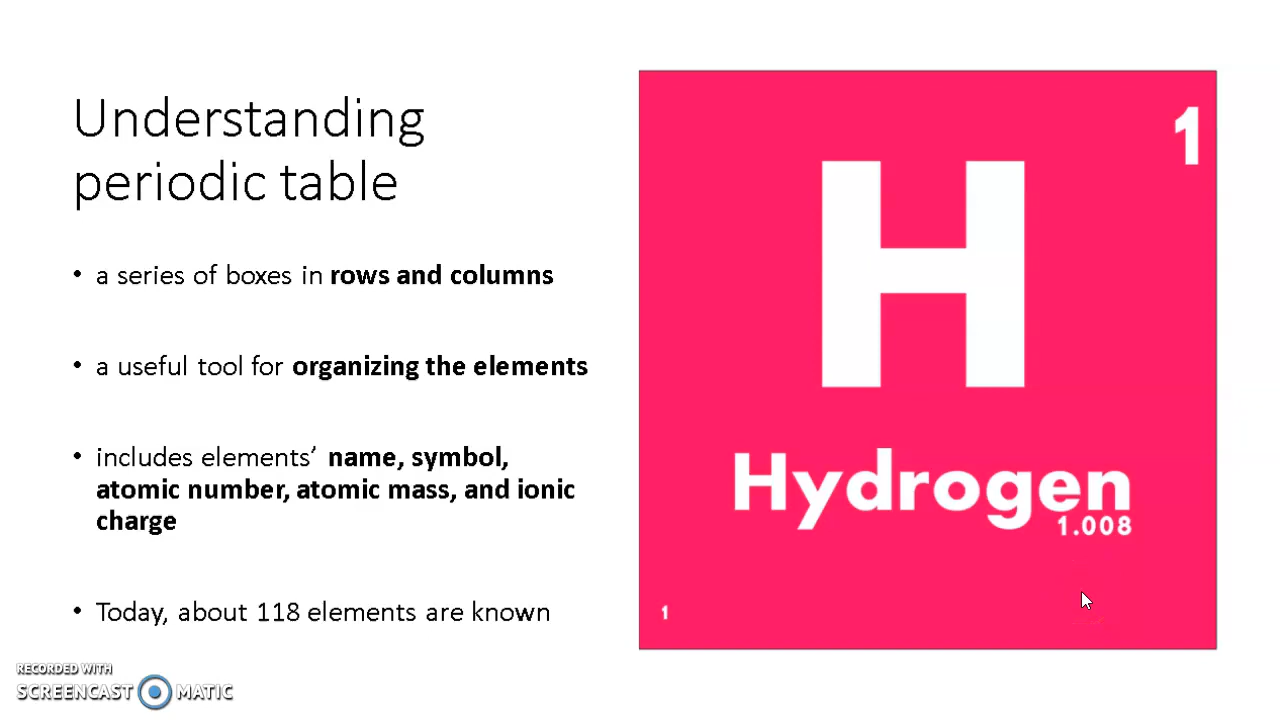 Understanding
periodic table
• a series of boxes in rows and columns
• a useful tool for organizing the elements
• includes elements’ name, symbol,
atomic number, atomic mass, and ionic
charge
• Today, about 118 elements are known
1
H
Hydrogen
1.008
1
RECORDED WITH
SCREENCAST MATIC